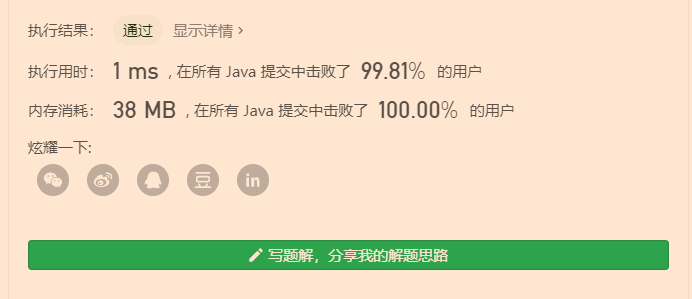 执行结果： 通过 显示详情 >
执行用时： 1 ms , 在所有 Java 提交中击败了 99.81% 的用户
内存消耗： 38 MB , 在所有 Java 提交中击败了 100.00% 的用户
炫耀一下:
豆 in
写题解，分享我的解题思路